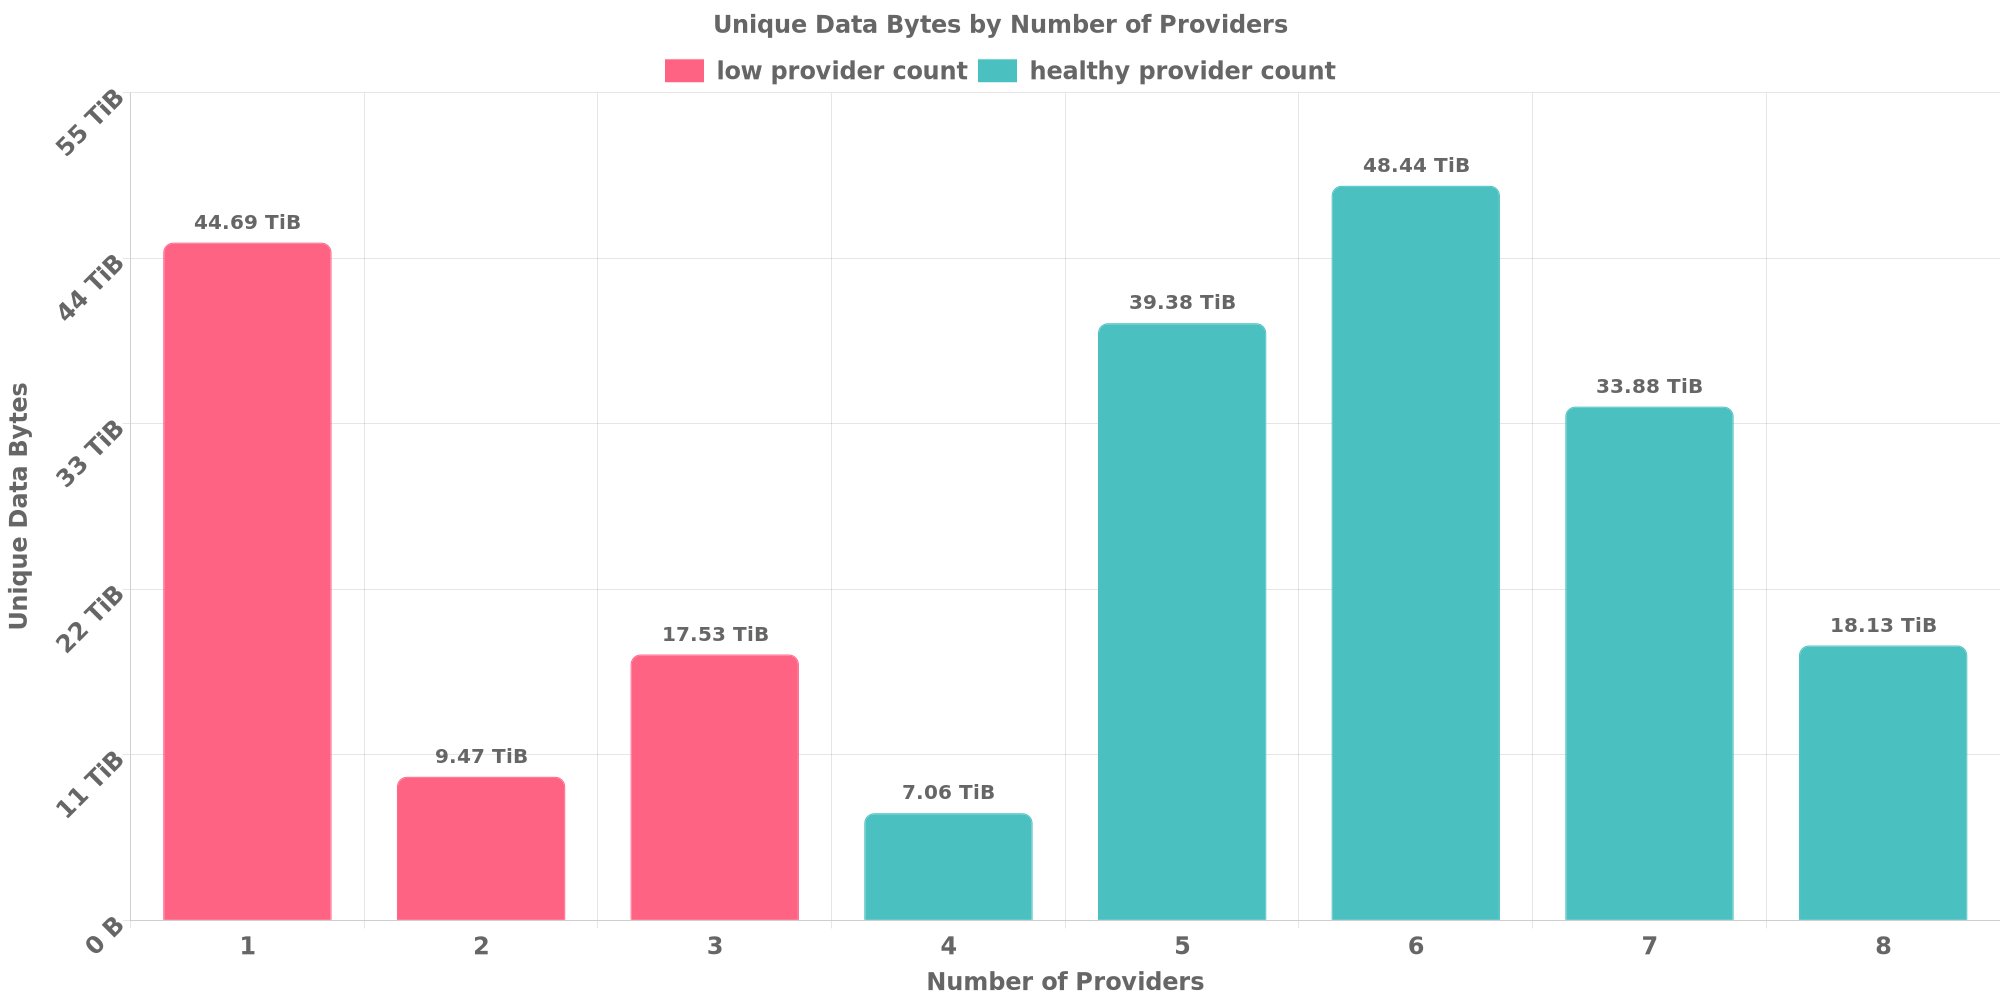 Unique Data Bytes by Number of Providers
low provider count
healthy provider count
55 TiB
44 TiB
33 TiB
22 TiB
11 TiB
0 B
Unique Data Bytes
44.69 TiB
9.47 TiB
17.53 TiB
7.06 TiB
39.38 TiB
48.44 TiB
33.88 TiB
18.13 TiB
1
2
3
4
5
6
7
8
Number of Providers